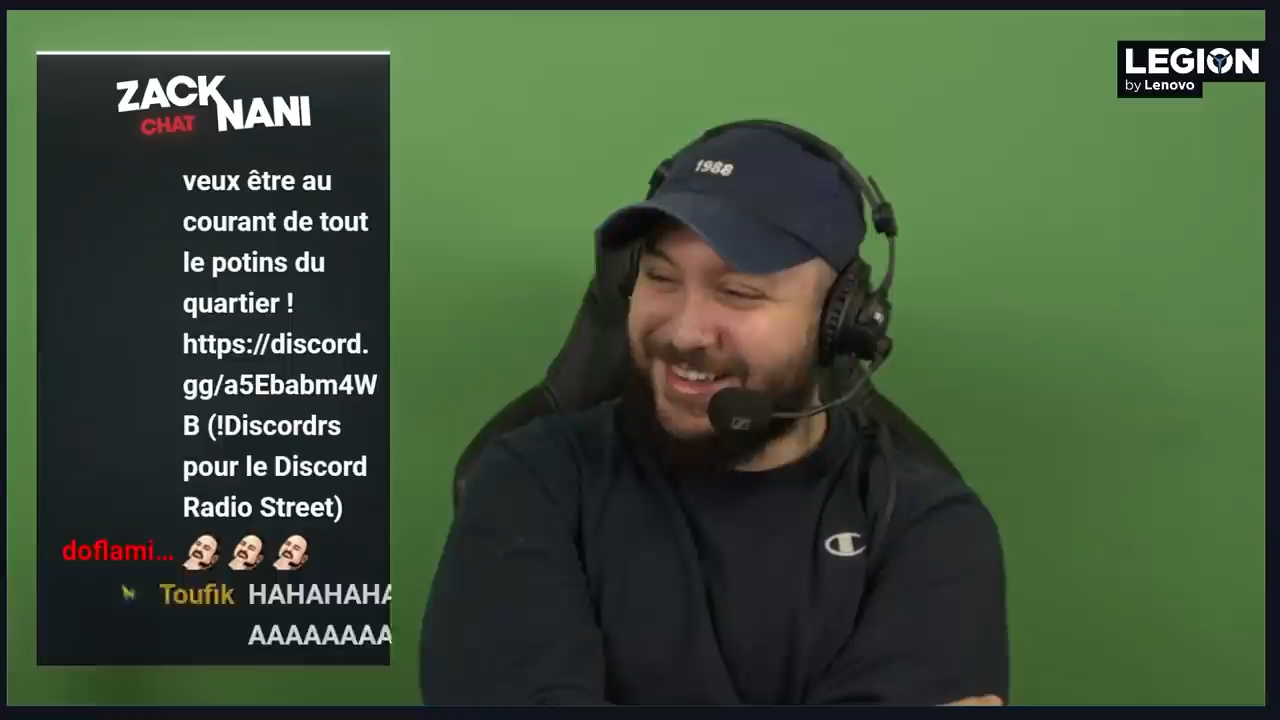 ZACK
CHAT NANI
veux être au
courant de tout
le potins du
quartier !
https://discord.
gg/a5Ebabm4W
B (!Discordrs
pour le Discord
Radio Street)
doflami...
Toufik HAHAHAHA
AAAAAAAA
LEGION
by Lenovo
1988